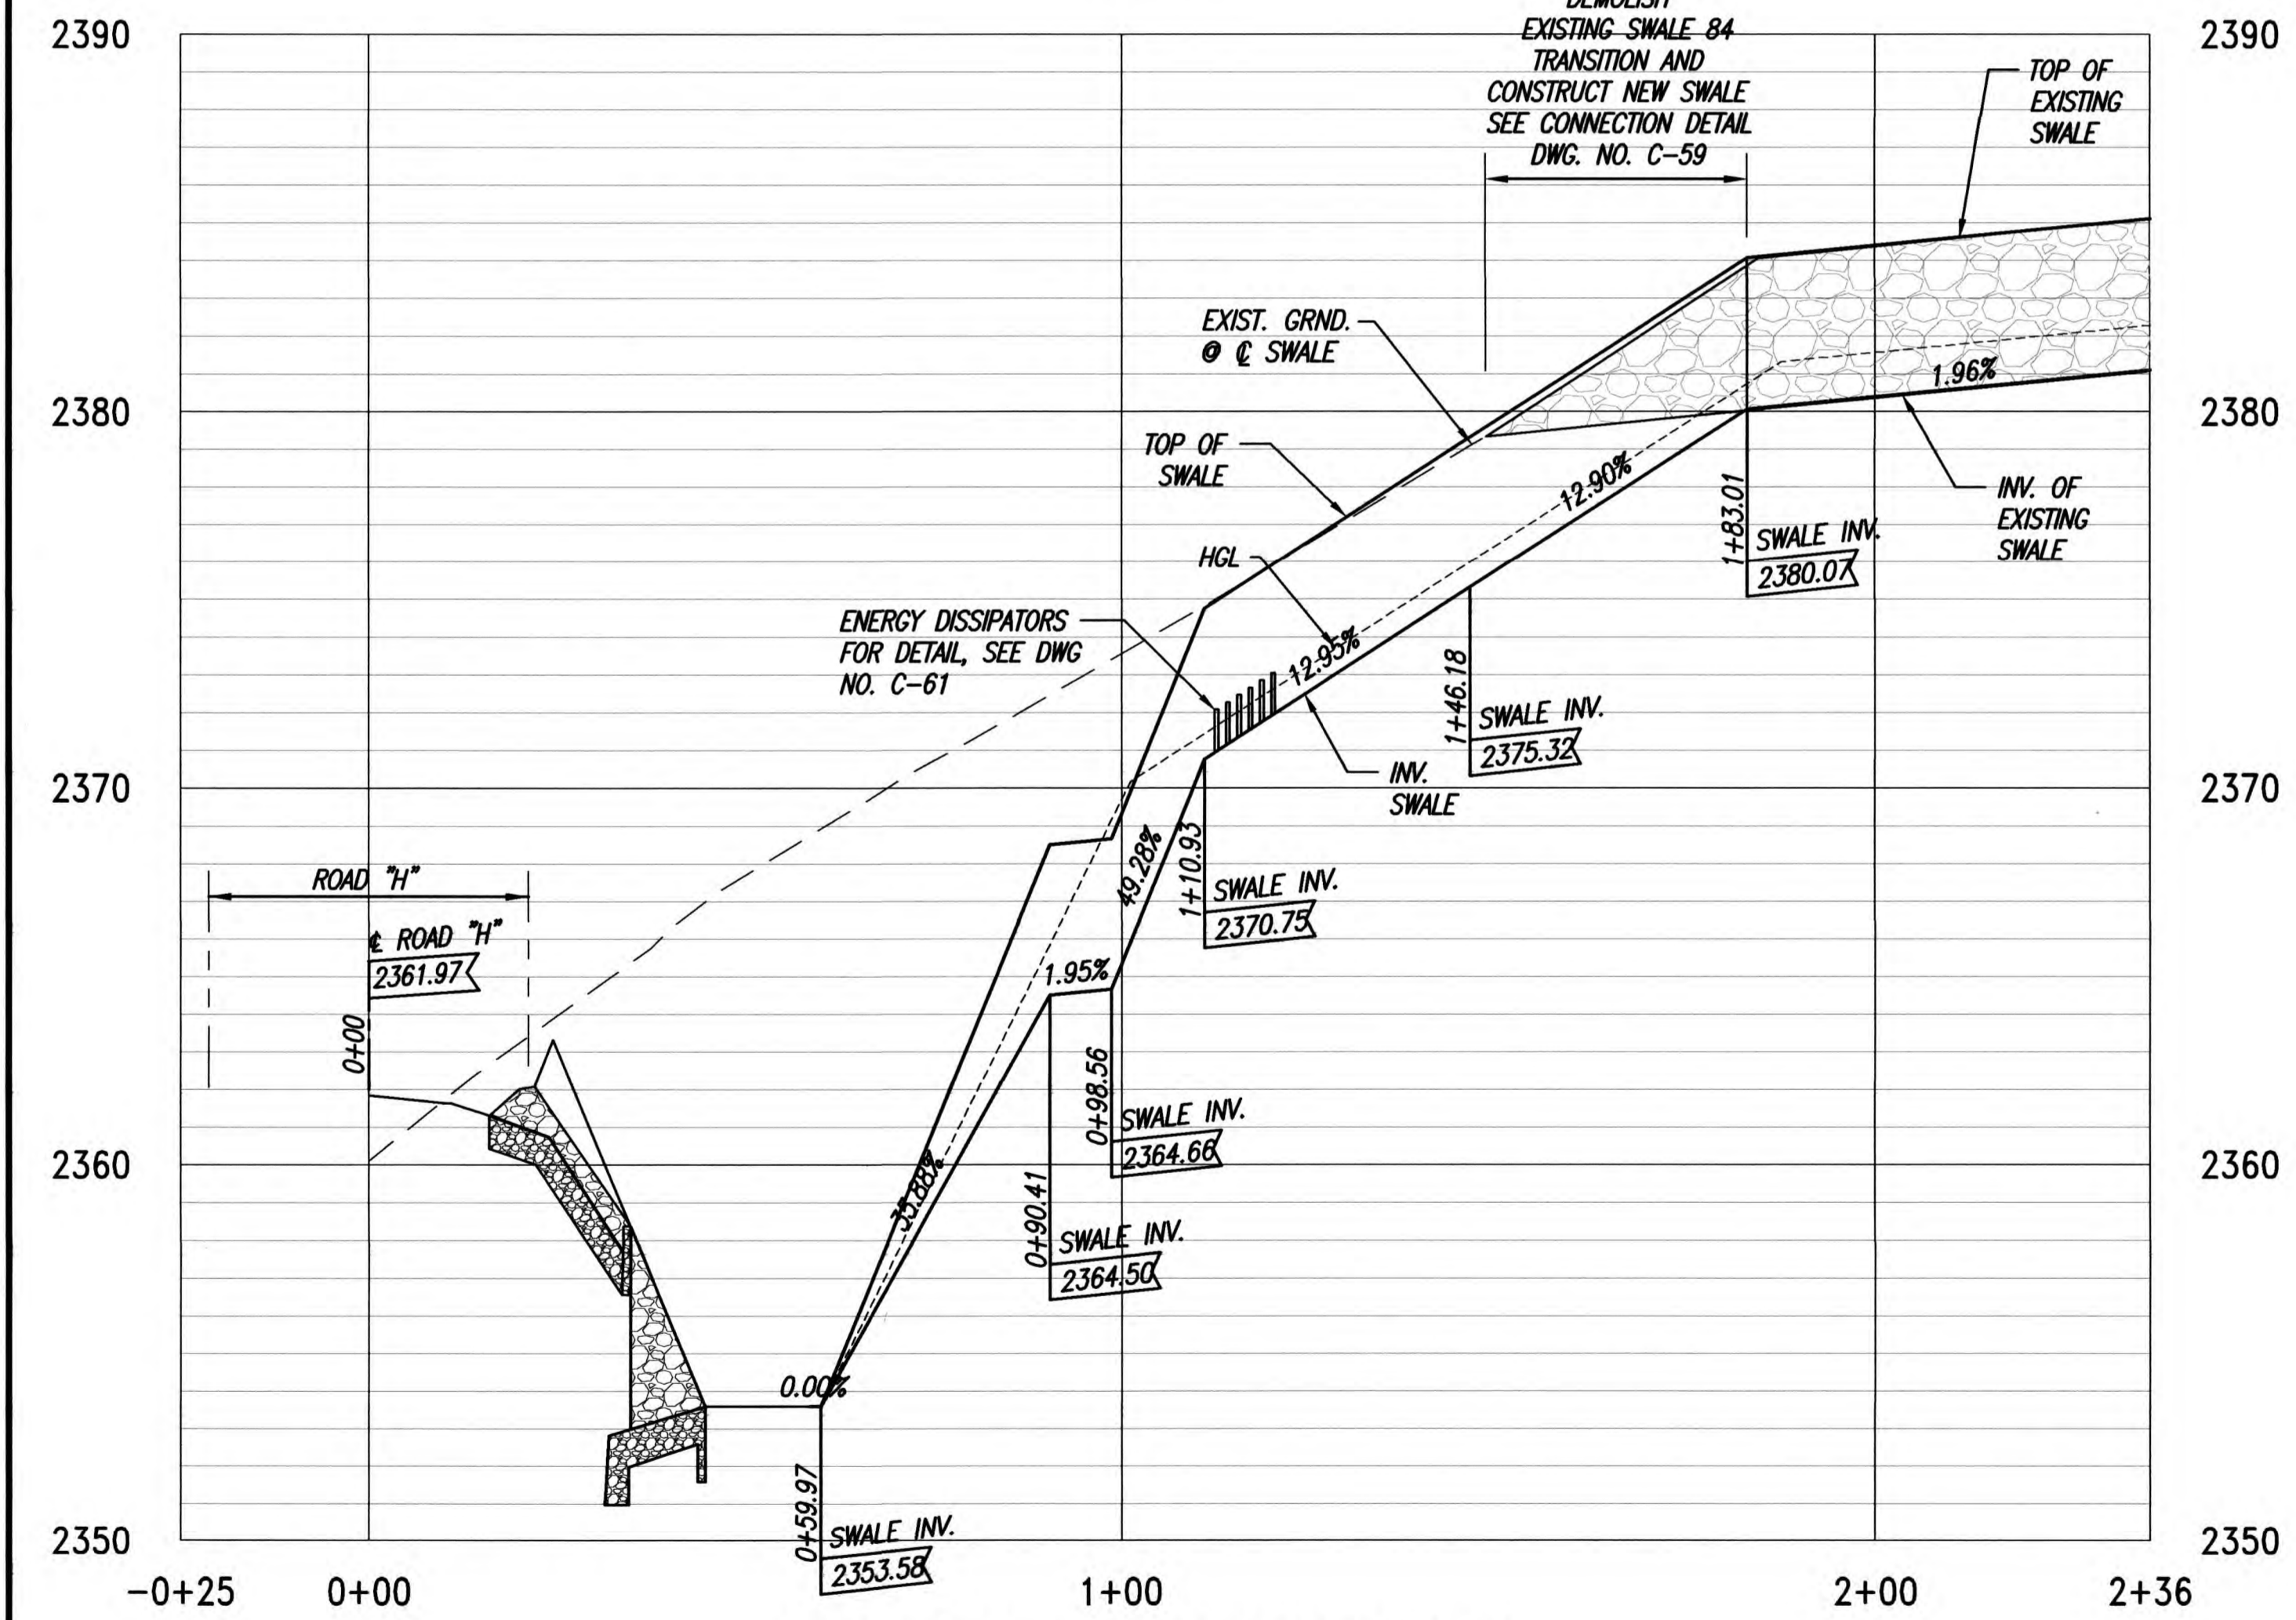 DEMOLISH
EXISTING SWALE 84
TRANSITION AND
CONSTRUCT NEW SWALE
SEE CONNECTION DETAIL
DWG. NO. C-59
2390
2390
TOP OF
EXISTING
SWALE
EXIST. GRND.
@ ℄ SWALE
1.96%
2380
2380
TOP OF
SWALE
12.90%
INV. OF
EXISTING
SWALE
1+83.01
SWALE INV.
2380.07
HGL
ENERGY DISSIPATORS
FOR DETAIL, SEE DWG
NO. C-61
12.95%
1+46.18
SWALE INV.
2375.32
INV.
SWALE
2370
2370
49.28%
1+10.93
SWALE INV.
2370.75
ROAD "H"
℄ ROAD "H"
2361.97
0+00
1.95%
0+98.56
SWALE INV.
2364.66
2360
2360
35.88%
0+90.41
SWALE INV.
2364.50
0.00%
0+59.97
SWALE INV.
2353.58
2350
2350
-0+25
0+00
1+00
2+00
2+36